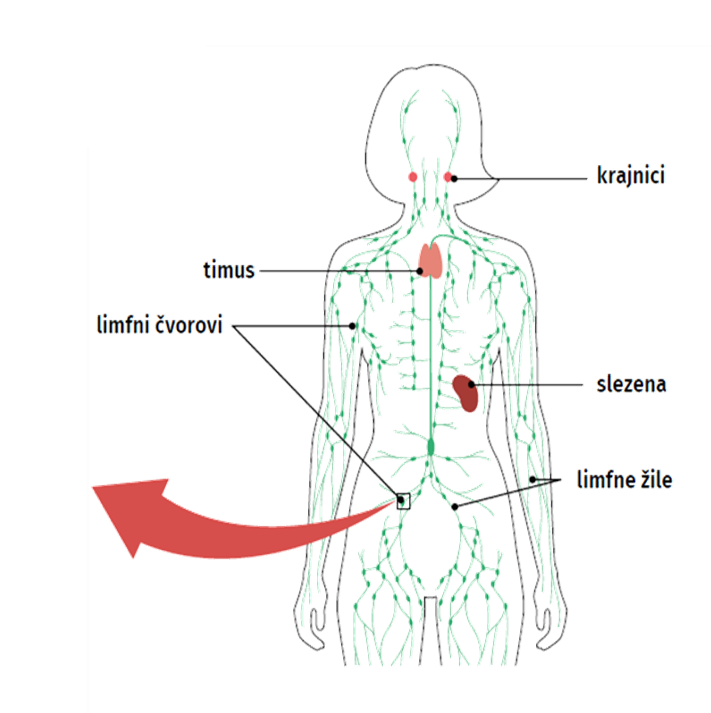 krajnici
timus
limfni čvorovi
slezena
limfne žile